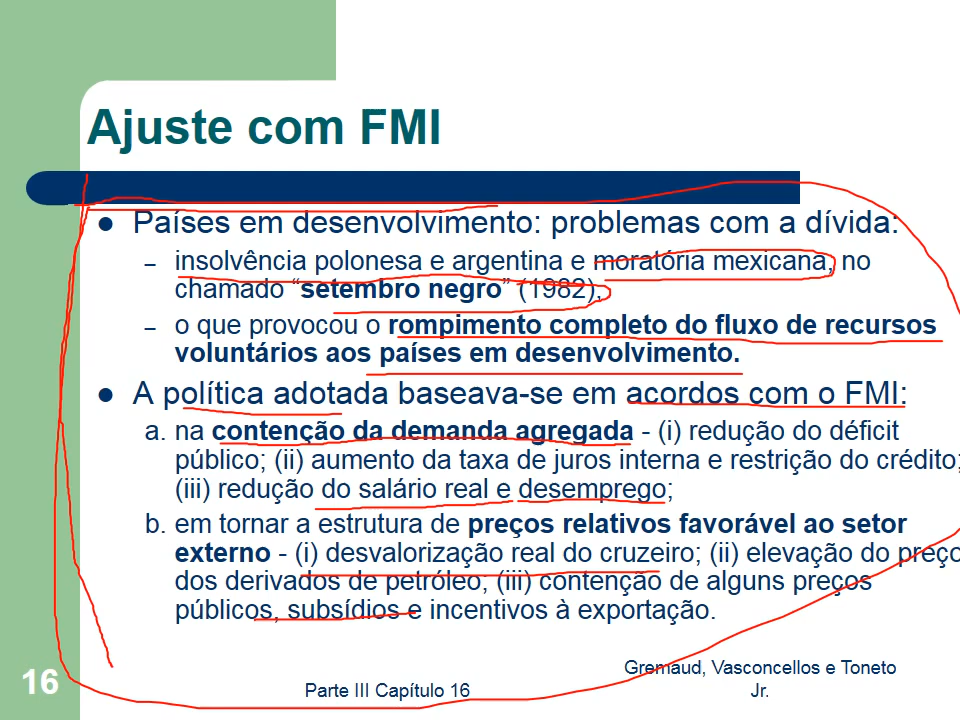 Ajuste com FMI
● Países em desenvolvimento: problemas com a dívida:
– insolvência polonesa e argentina e moratória mexicana, no
chamado “setembro negro” (1982),
– o que provocou o rompimento completo do fluxo de recursos
voluntários aos países em desenvolvimento.
● A política adotada baseava-se em acordos com o FMI:
a. na contenção da demanda agregada - (i) redução do déficit
público; (ii) aumento da taxa de juros interna e restrição do crédito;
(iii) redução do salário real e desemprego;
b. em tornar a estrutura de preços relativos favorável ao setor
externo - (i) desvalorização real do cruzeiro; (ii) elevação do preço
dos derivados de petróleo; (iii) contenção de alguns preços
públicos, subsídios e incentivos à exportação.
16
Parte III Capítulo 16
Gremaud, Vasconcellos e Toneto
Jr.